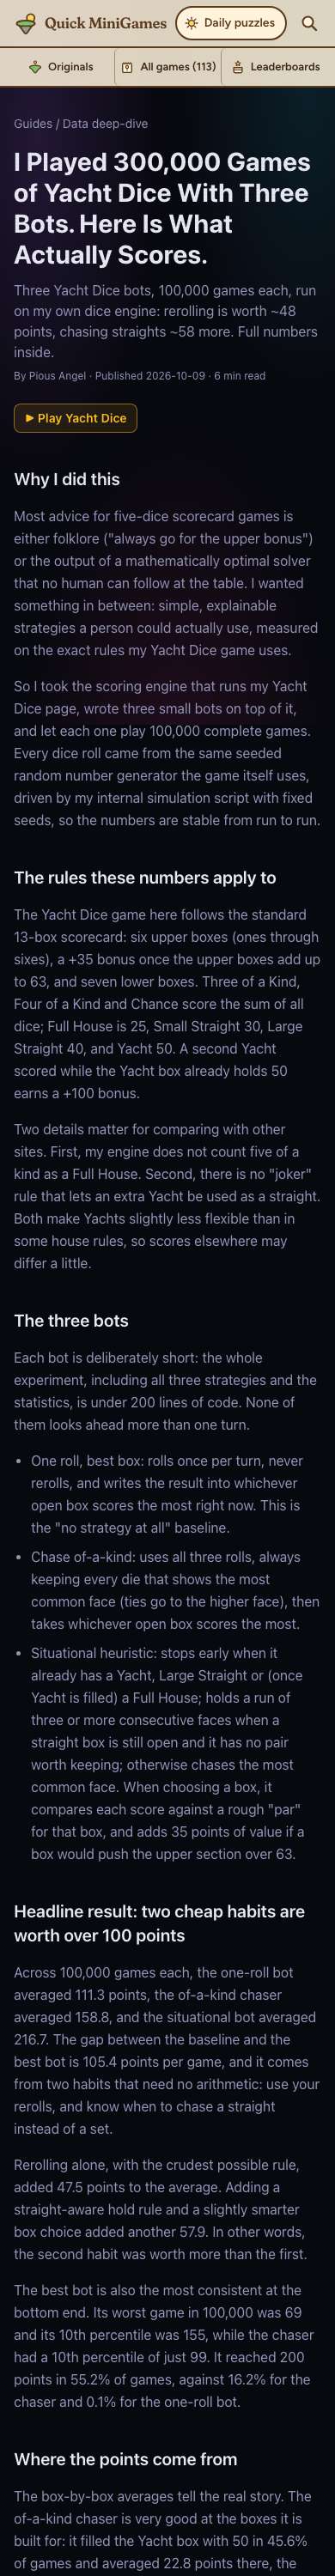 Quick MiniGames
Daily puzzles
Originals
All games (113)
Leaderboards
Guides / Data deep-dive
I Played 300,000 Games
of Yacht Dice With Three
Bots. Here Is What
Actually Scores.
Three Yacht Dice bots, 100,000 games each, run
on my own dice engine: rerolling is worth ~48
points, chasing straights ~58 more. Full numbers
inside.
By Pious Angel · Published 2026-10-09 · 6 min read
▶ Play Yacht Dice
Why I did this
Most advice for five-dice scorecard games is
either folklore ("always go for the upper bonus")
or the output of a mathematically optimal solver
that no human can follow at the table. I wanted
something in between: simple, explainable
strategies a person could actually use, measured
on the exact rules my Yacht Dice game uses.
So I took the scoring engine that runs my Yacht
Dice page, wrote three small bots on top of it,
and let each one play 100,000 complete games.
Every dice roll came from the same seeded
random number generator the game itself uses,
driven by my internal simulation script with fixed
seeds, so the numbers are stable from run to run.
The rules these numbers apply to
The Yacht Dice game here follows the standard
13-box scorecard: six upper boxes (ones through
sixes), a +35 bonus once the upper boxes add up
to 63, and seven lower boxes. Three of a Kind,
Four of a Kind and Chance score the sum of all
dice; Full House is 25, Small Straight 30, Large
Straight 40, and Yacht 50. A second Yacht
scored while the Yacht box already holds 50
earns a +100 bonus.
Two details matter for comparing with other
sites. First, my engine does not count five of a
kind as a Full House. Second, there is no "joker"
rule that lets an extra Yacht be used as a straight.
Both make Yachts slightly less flexible than in
some house rules, so scores elsewhere may
differ a little.
The three bots
Each bot is deliberately short: the whole
experiment, including all three strategies and the
statistics, is under 200 lines of code. None of
them looks ahead more than one turn.
• One roll, best box: rolls once per turn, never
rerolls, and writes the result into whichever
open box scores the most right now. This is
the "no strategy at all" baseline.
• Chase of-a-kind: uses all three rolls, always
keeping every die that shows the most
common face (ties go to the higher face), then
takes whichever open box scores the most.
• Situational heuristic: stops early when it
already has a Yacht, Large Straight or (once
Yacht is filled) a Full House; holds a run of
three or more consecutive faces when a
straight box is still open and it has no pair
worth keeping; otherwise chases the most
common face. When choosing a box, it
compares each score against a rough "par"
for that box, and adds 35 points of value if a
box would push the upper section over 63.
Headline result: two cheap habits are
worth over 100 points
Across 100,000 games each, the one-roll bot
averaged 111.3 points, the of-a-kind chaser
averaged 158.8, and the situational bot averaged
216.7. The gap between the baseline and the
best bot is 105.4 points per game, and it comes
from two habits that need no arithmetic: use your
rerolls, and know when to chase a straight
instead of a set.
Rerolling alone, with the crudest possible rule,
added 47.5 points to the average. Adding a
straight-aware hold rule and a slightly smarter
box choice added another 57.9. In other words,
the second habit was worth more than the first.
The best bot is also the most consistent at the
bottom end. Its worst game in 100,000 was 69
and its 10th percentile was 155, while the chaser
had a 10th percentile of just 99. It reached 200
points in 55.2% of games, against 16.2% for the
chaser and 0.1% for the one-roll bot.
Where the points come from
The box-by-box averages tell the real story. The
of-a-kind chaser is very good at the boxes it is
built for: it filled the Yacht box with 50 in 45.6%
of games and averaged 22.8 points there, the